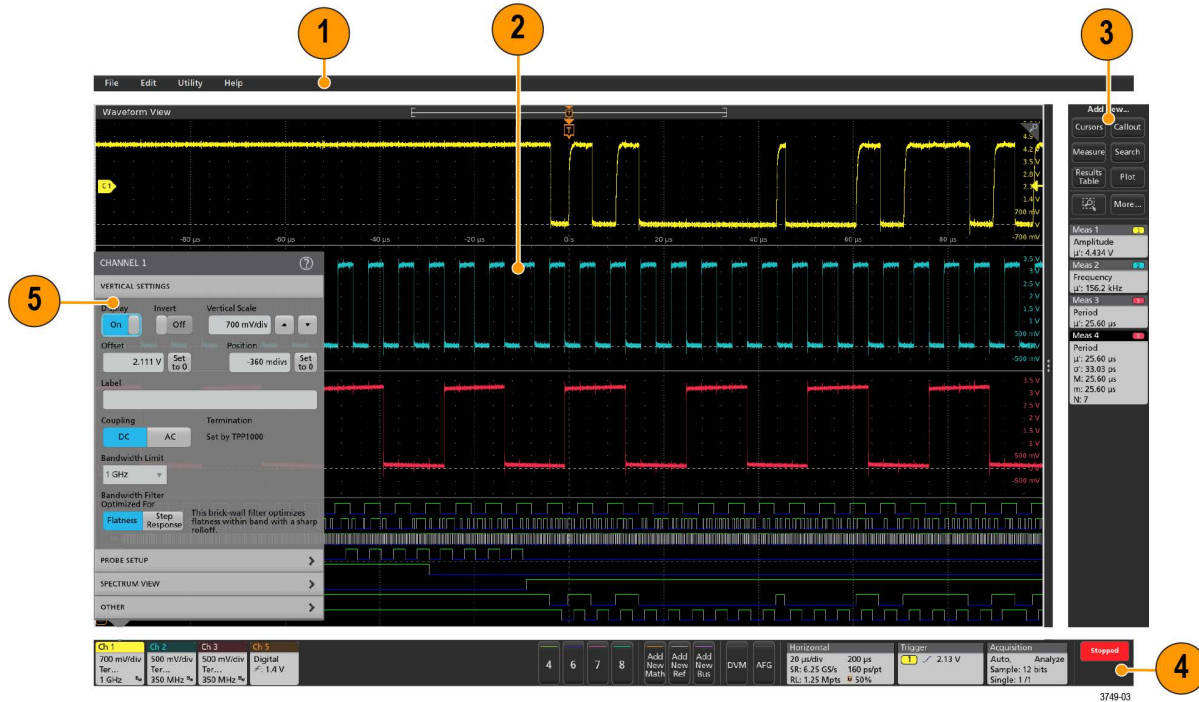 1
2
3
File Edit Utility Help
Waveform View
Add New...
Cursors Callout
Measure Search
Results Table Plot
More...
T
C1
4.2 V
3.5 V
2.8 V
1.4 V
700 mV
-700 mV
-80 µs -60 µs -40 µs -20 µs 0 s 20 µs 40 µs 60 µs 80 µs
Meas 1 1
Amplitude
µ': 4.434 V
Meas 2 2
Frequency
µ': 156.2 kHz
Meas 3 3
Period
µ': 25.60 µs
Meas 4 3
Period
µ': 25.60 µs
σ': 33.03 ps
M: 25.60 µs
m: 25.60 µs
N: 7
3.5 V
3 V
2.5 V
2 V
1.5 V
1 V
500 mV
-500 mV
3.5 V
3 V
2.5 V
2 V
1.5 V
1 V
500 mV
-500 mV
5
CHANNEL 1 ?
VERTICAL SETTINGS
Display Invert Vertical Scale
On Off 700 mV/div
Offset Position
2.111 V Set to 0 -360 mdivs Set to 0
Label
Coupling Termination
DC AC Set by TPP1000
Bandwidth Limit
1 GHz
Bandwidth Filter
Optimized For
Flatness Step Response
This brick-wall filter optimizes
flatness within band with a sharp
rolloff.
PROBE SETUP
SPECTRUM VIEW
OTHER
Ch 1
700 mV/div
Ter...
1 GHz
Ch 2
500 mV/div
Ter...
350 MHz
Ch 3
500 mV/div
Ter...
350 MHz
Ch 5
Digital
1.4 V
4 6 7 8
Add New Math
Add New Ref
Add New Bus
DVM AFG
Horizontal
20 µs/div 200 µs
SR: 6.25 GS/s 160 ps/pt
RL: 1.25 Mpts 50%
Trigger
1 2.13 V
Acquisition
Auto, Analyze
Sample: 12 bits
Single: 1 /1
Stopped
4
3749-03